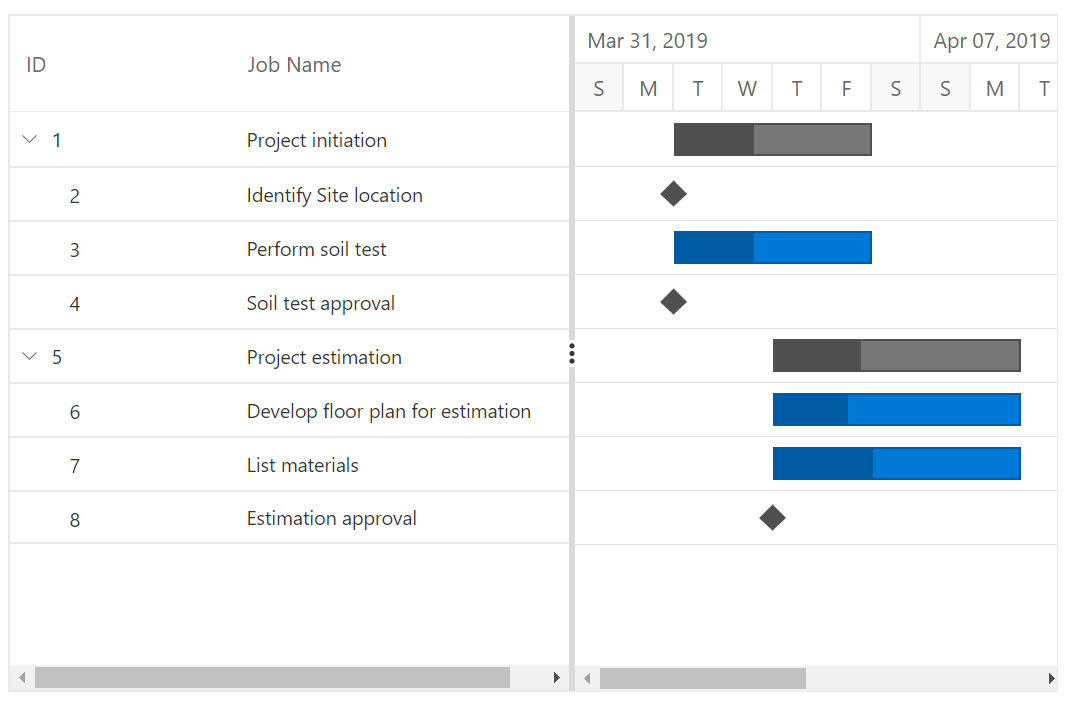 ID Job Name Mar 31, 2019 Apr 07, 2019
S M T W T F S S M T
1 Project initiation
2 Identify Site location
3 Perform soil test
4 Soil test approval
5 Project estimation
6 Develop floor plan for estimation
7 List materials
8 Estimation approval